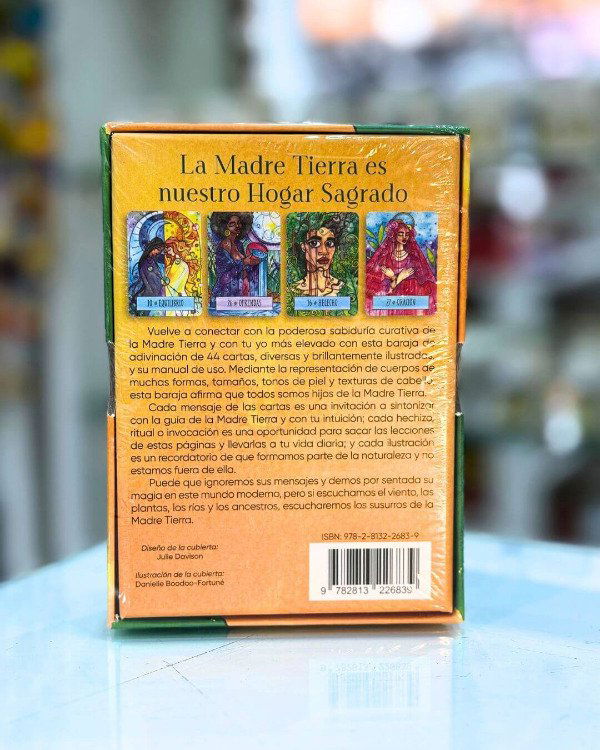 La Madre Tierra es
nuestro Hogar Sagrado
10 EQUILIBRIO
26 OFRENDAS
16 HELECHO
27 ORACIÓN
Vuelve a conectar con la poderosa sabiduría curativa de
la Madre Tierra y con tu yo más elevado con esta baraja de
adivinación de 44 cartas, diversas y brillantemente ilustradas,
y su manual de uso. Mediante la representación de cuerpos de
muchas formas, tamaños, tonos de piel y texturas de cabello,
esta baraja afirma que todos somos hijas de la Madre Tierra.
Cada mensaje de las cartas es una invitación a sintonizar
con la guía de la Madre Tierra y con tu intuición; cada hechizo,
ritual o invocación es una oportunidad para sacar las lecciones
de estas páginas y llevarlas a tu vida diaria; y cada ilustración
es un recordatorio de que formamos parte de la naturaleza y no
estamos fuera de ella.
Puede que ignoremos sus mensajes y demos por sentada su
magia en este mundo moderno, pero si escuchamos el viento, las
plantas, los ríos y los ancestros, escucharemos los susurros de la
Madre Tierra.
ISBN: 978-2-8132-2683-9
Diseño de la cubierta:
Julie Davison
Ilustración de la cubierta:
Danielle Boodoo-Fortuné
9 782813 226839